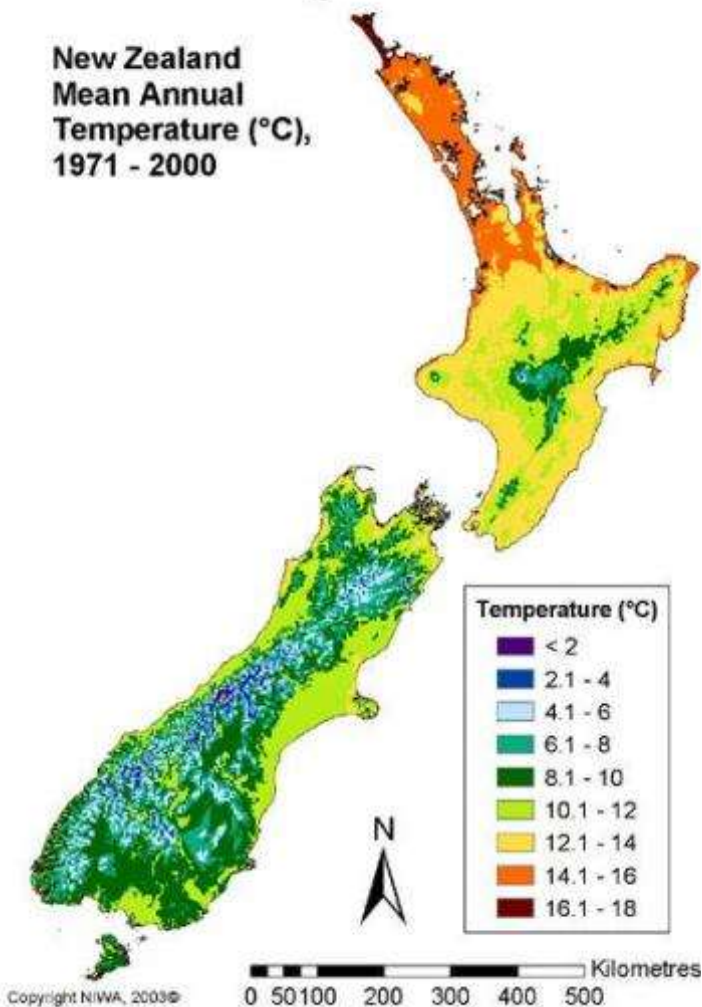 New Zealand
Mean Annual
Temperature (°C),
1971 - 2000
Temperature (°C)
< 2
2.1 - 4
4.1 - 6
6.1 - 8
8.1 - 10
10.1 - 12
12.1 - 14
14.1 - 16
16.1 - 18
N
Kilometres
0 50 100 200 300 400 500
Copyright NIWA, 2003©